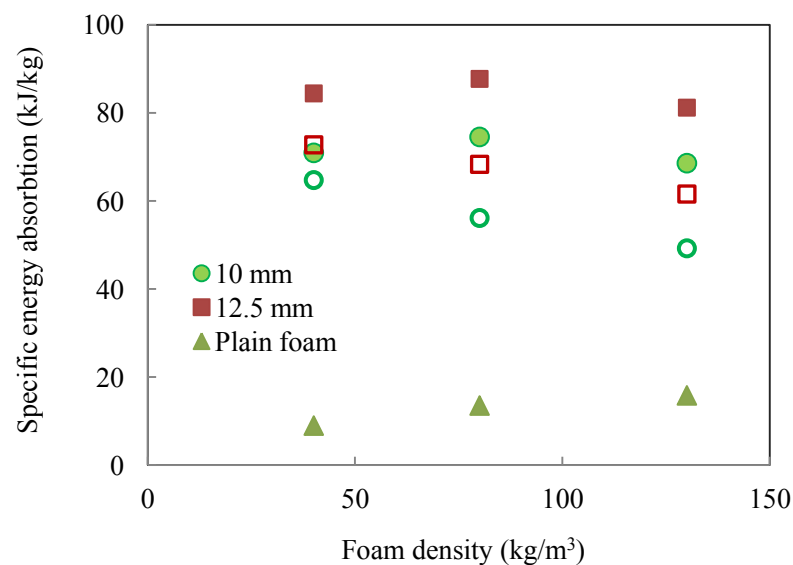 100
80
60
40
20
0
Specific energy absorbtion (kJ/kg)
10 mm
12.5 mm
Plain foam
0 50 100 150
Foam density (kg/m³)